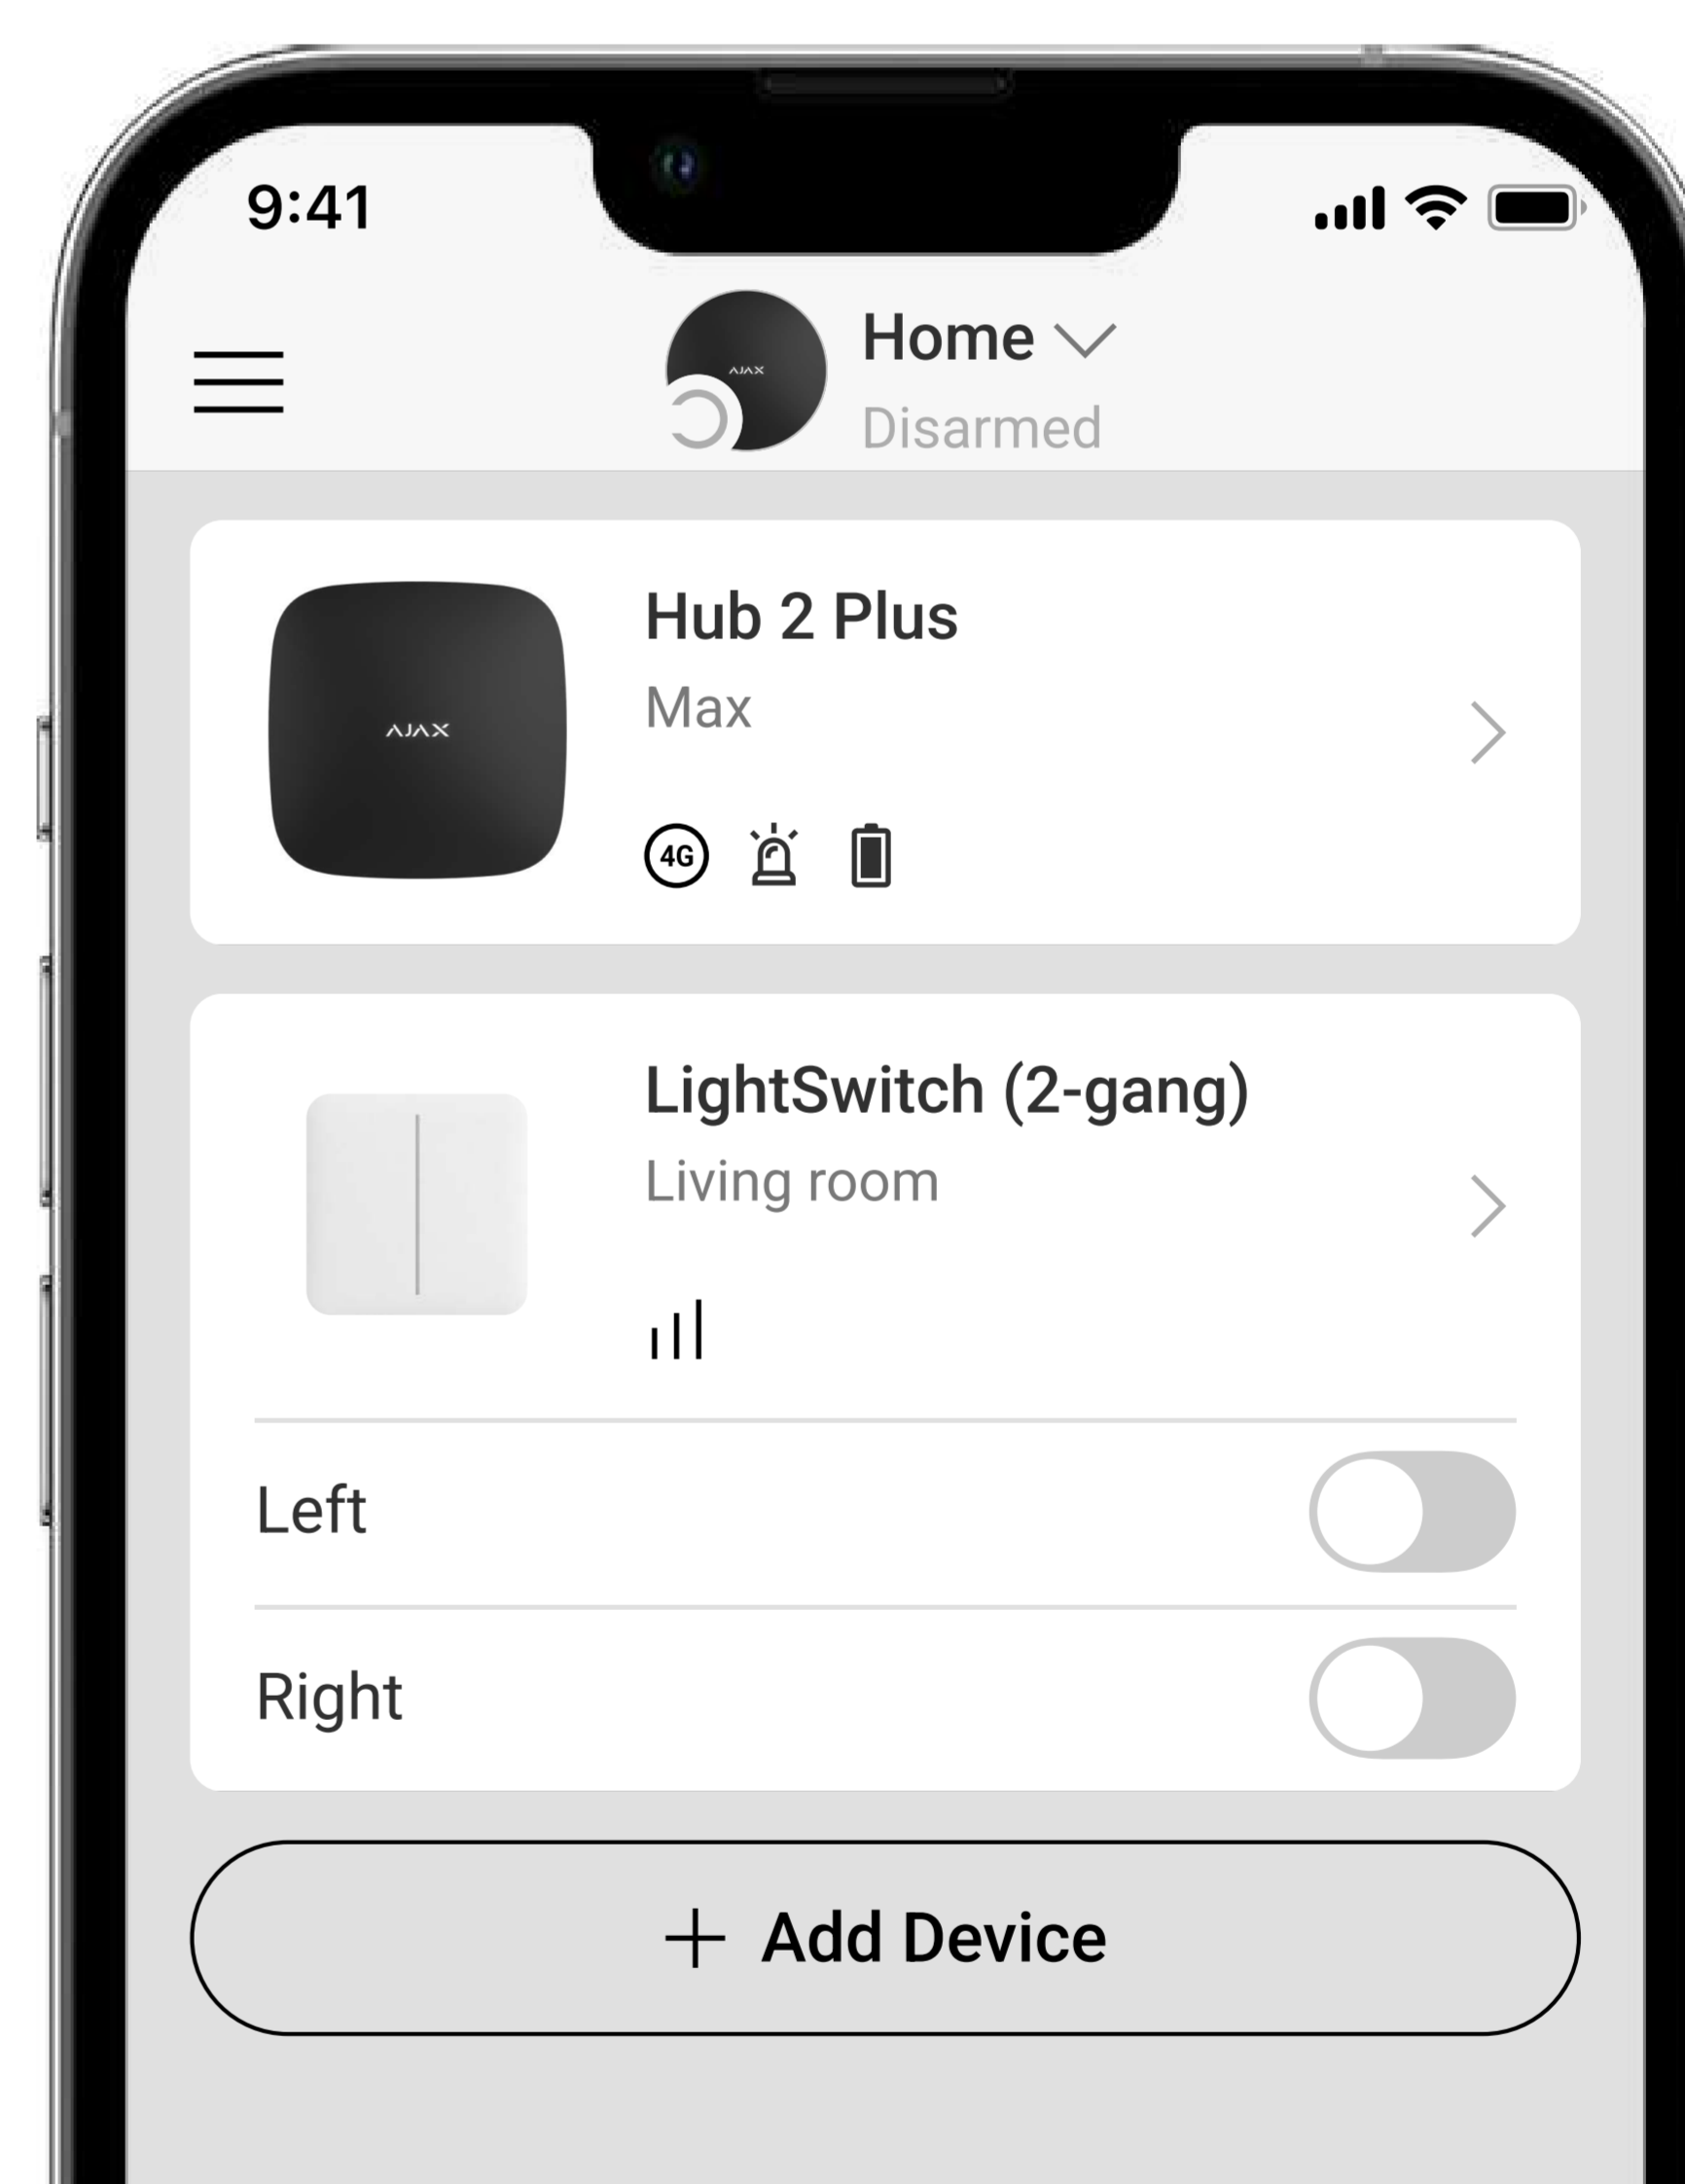 9:41
AJAX
Home
Disarmed
Hub 2 Plus
Max
AJAX
4G
LightSwitch (2-gang)
Living room
Left
Right
+ Add Device